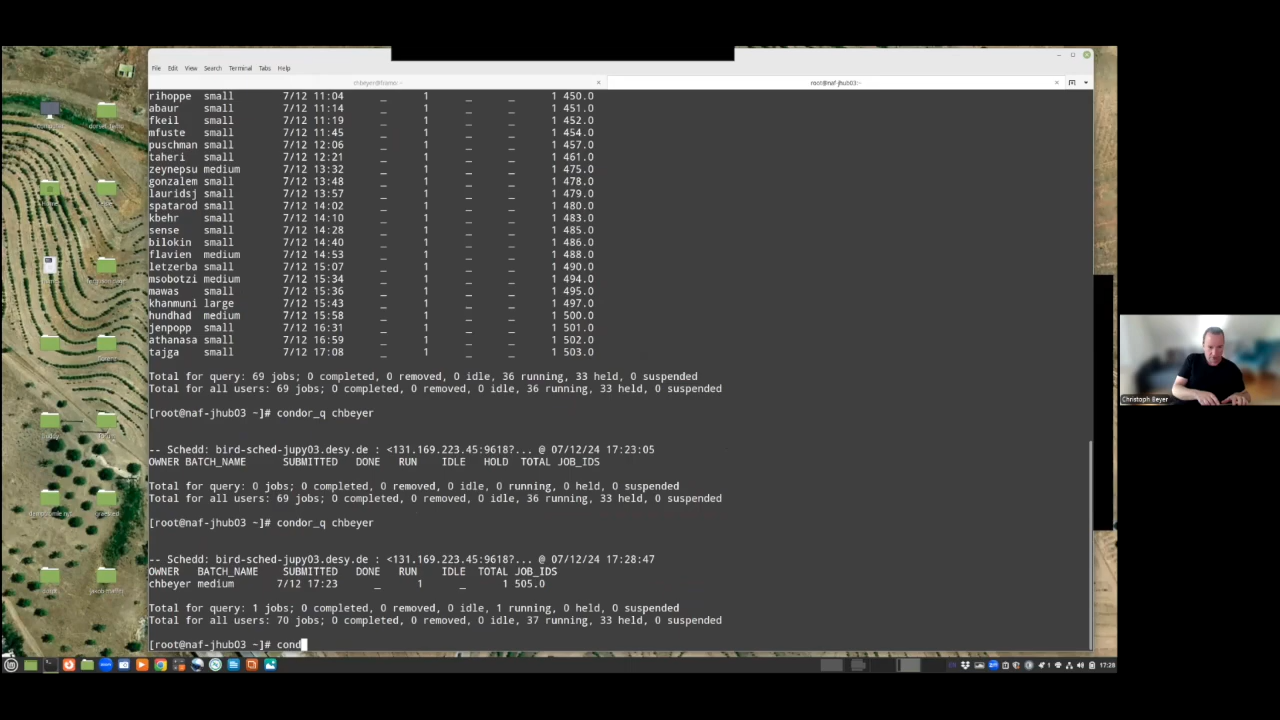 File Edit View Search Terminal Tabs Help
chbeyer@htcmon:~ root@naf-jhub03:~
rihoppe small 7/12 11:04 _ 1 _ _ 1 450.0
abaur small 7/12 11:14 _ 1 _ _ 1 451.0
fkeil small 7/12 11:19 _ 1 _ _ 1 452.0
mfuste small 7/12 11:45 _ 1 _ _ 1 454.0
puschman small 7/12 12:06 _ 1 _ _ 1 457.0
taheri small 7/12 12:21 _ 1 _ _ 1 461.0
zeynepsu medium 7/12 13:32 _ 1 _ _ 1 475.0
gonzalem small 7/12 13:48 _ 1 _ _ 1 478.0
lauridsj small 7/12 13:57 _ 1 _ _ 1 479.0
spatarod small 7/12 14:02 _ 1 _ _ 1 480.0
kbehr small 7/12 14:10 _ 1 _ _ 1 483.0
sense small 7/12 14:28 _ 1 _ _ 1 485.0
bilokin small 7/12 14:40 _ 1 _ _ 1 486.0
flavien medium 7/12 14:53 _ 1 _ _ 1 488.0
letzerba small 7/12 15:07 _ 1 _ _ 1 490.0
msobotzi medium 7/12 15:34 _ 1 _ _ 1 494.0
mawas small 7/12 15:36 _ 1 _ _ 1 495.0
khanmuni large 7/12 15:43 _ 1 _ _ 1 497.0
hundhad medium 7/12 15:58 _ 1 _ _ 1 500.0
jenpopp small 7/12 16:31 _ 1 _ _ 1 501.0
athanasa small 7/12 16:59 _ 1 _ _ 1 502.0
tajga small 7/12 17:08 _ 1 _ _ 1 503.0
Total for query: 69 jobs; 0 completed, 0 removed, 0 idle, 36 running, 33 held, 0 suspended
Total for all users: 69 jobs; 0 completed, 0 removed, 0 idle, 36 running, 33 held, 0 suspended
[root@naf-jhub03 ~]# condor_q chbeyer
-- Schedd: bird-sched-jupy03.desy.de : <131.169.223.45:9618?... @ 07/12/24 17:23:05
OWNER BATCH_NAME SUBMITTED DONE RUN IDLE HOLD TOTAL JOB_IDS
Total for query: 0 jobs; 0 completed, 0 removed, 0 idle, 0 running, 0 held, 0 suspended
Total for all users: 69 jobs; 0 completed, 0 removed, 0 idle, 36 running, 33 held, 0 suspended
[root@naf-jhub03 ~]# condor_q chbeyer
-- Schedd: bird-sched-jupy03.desy.de : <131.169.223.45:9618?... @ 07/12/24 17:28:47
OWNER BATCH_NAME SUBMITTED DONE RUN IDLE TOTAL JOB_IDS
chbeyer medium 7/12 17:23 _ 1 _ 1 505.0
Total for query: 1 jobs; 0 completed, 0 removed, 0 idle, 1 running, 0 held, 0 suspended
Total for all users: 70 jobs; 0 completed, 0 removed, 0 idle, 37 running, 33 held, 0 suspended
[root@naf-jhub03 ~]# cond
Christoph Beyer
17:28